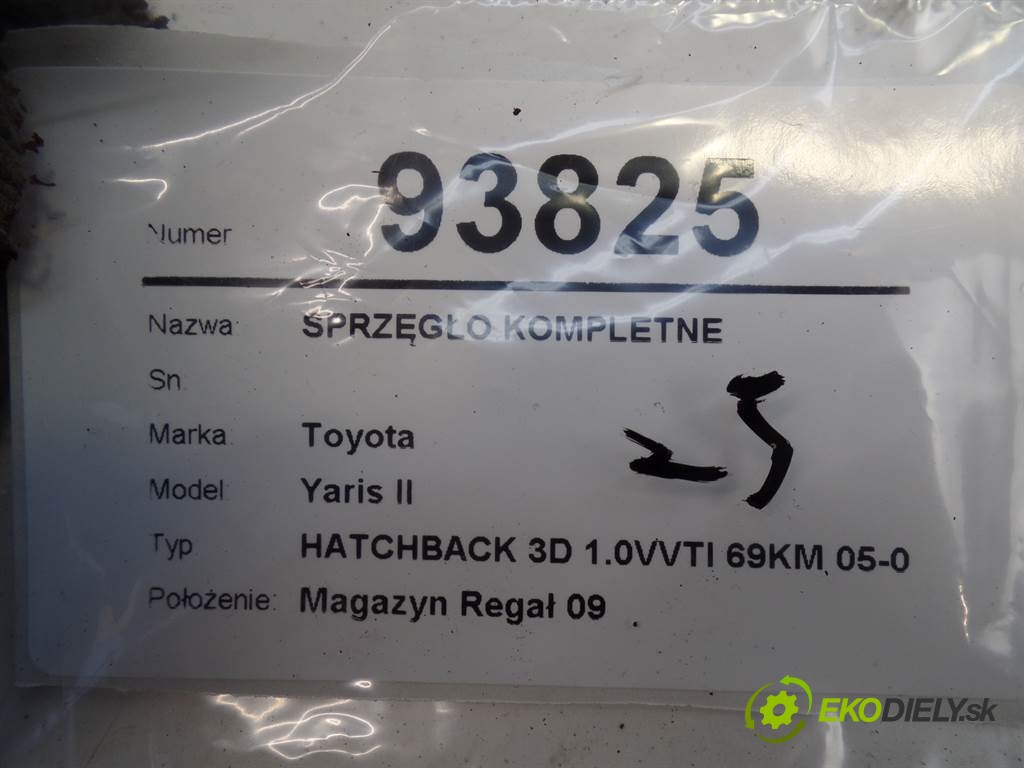 Numer 93825
Nazwa: SPRZĘGŁO KOMPLETNE
Sn:
Marka: Toyota
Model: Yaris II
Typ: HATCHBACK 3D 1.0VVTI 69KM 05-0
Położenie: Magazyn Regał 09
25
EKODIELY.sk